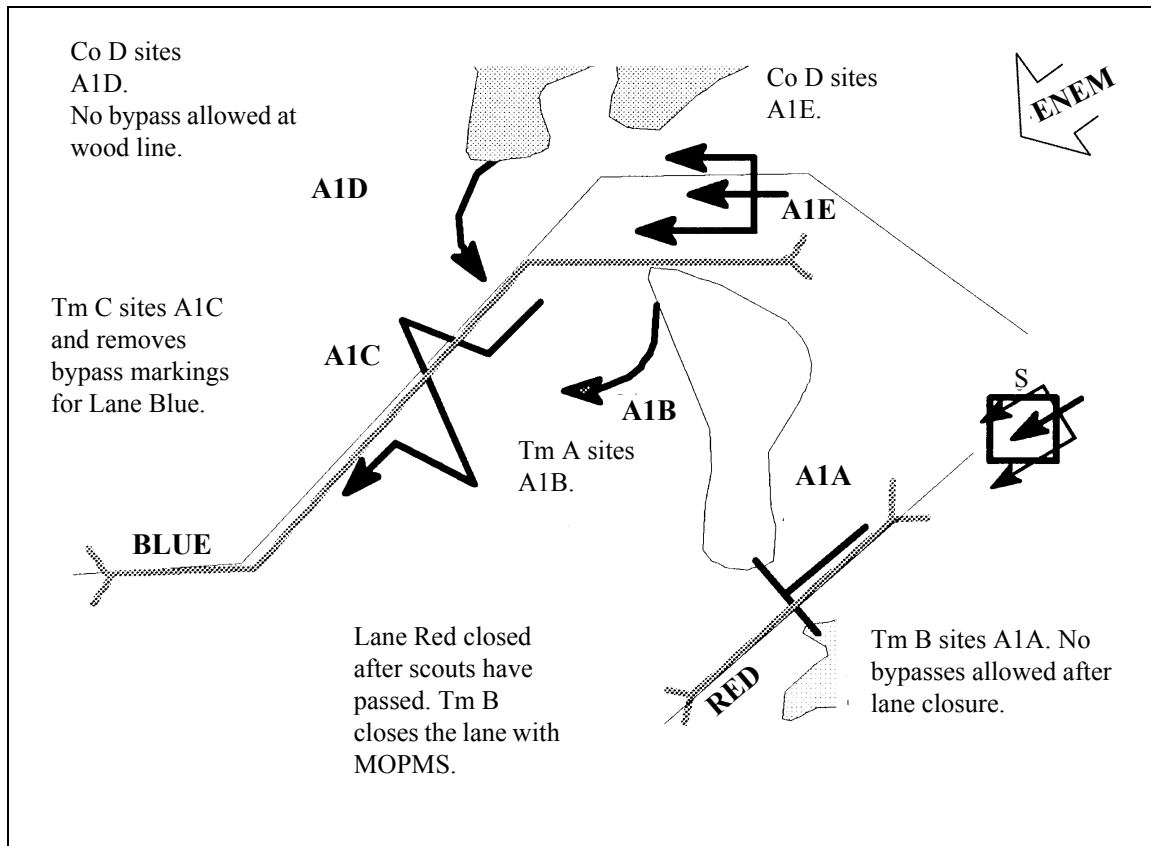 Co D sites
A1D.
No bypass allowed at
wood line.
Co D sites
A1E.
ENEM
A1D
A1E
Tm C sites A1C
and removes
bypass markings
for Lane Blue.
A1C
A1B
Tm A sites
A1B.
S
A1A
BLUE
Lane Red closed
after scouts have
passed. Tm B
closes the lane with
MOPMS.
RED
Tm B sites A1A. No
bypasses allowed after
lane closure.